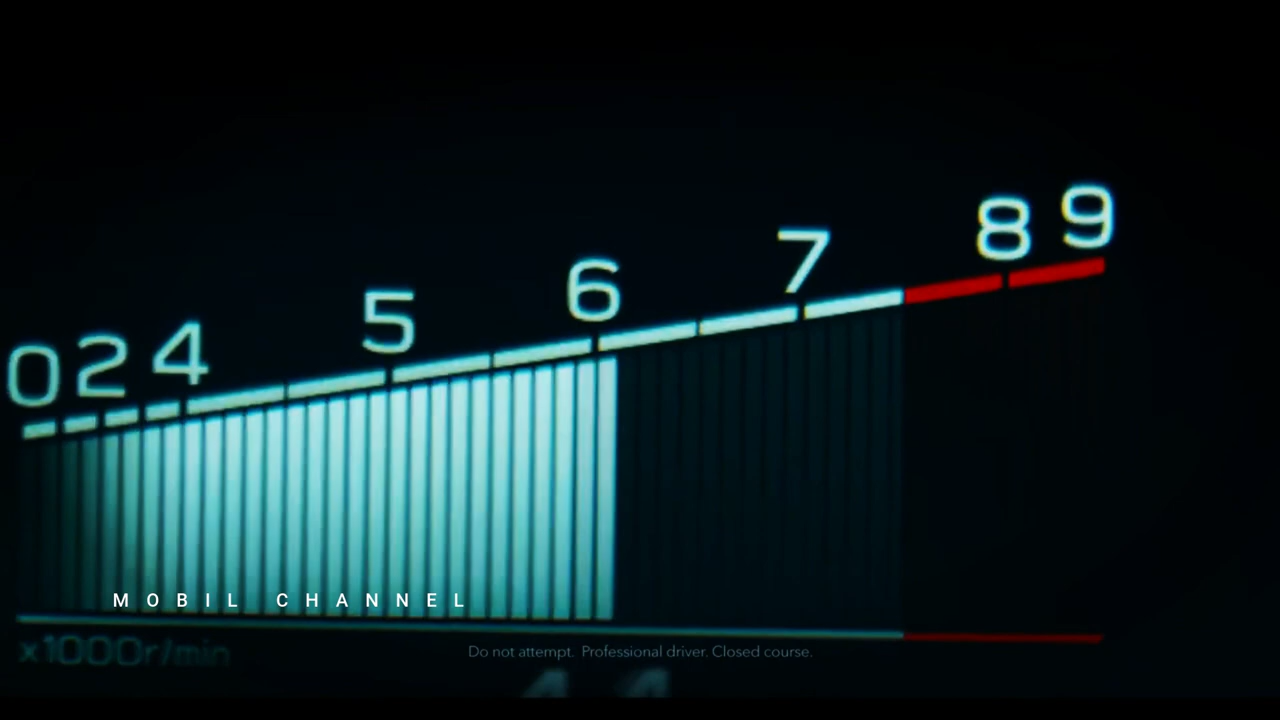 0 2 4 5 6 7 8 9
MOBIL CHANNEL
x1000r/min
Do not attempt. Professional driver. Closed course.